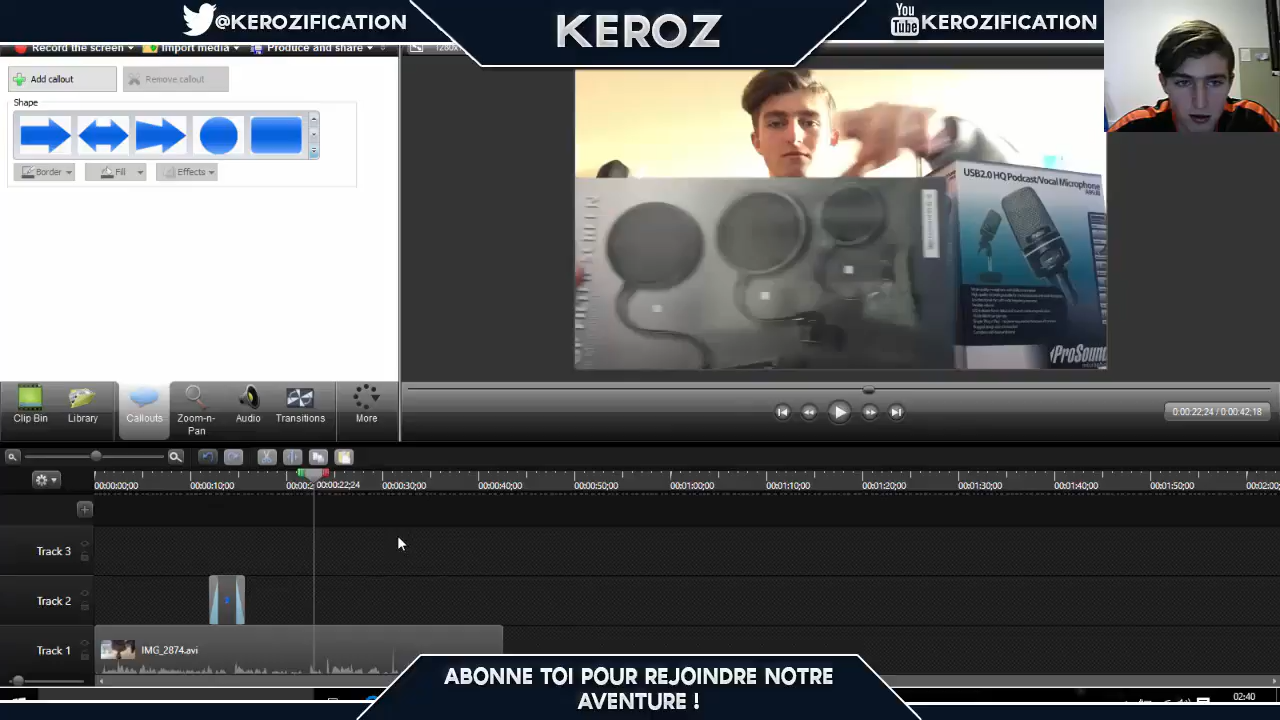 @KEROZIFICATION
KEROZ
You
Tube
KEROZIFICATION
Record the screen
Import media
Produce and share
»
Add callout
Remove callout
Shape
Border
Fill
Effects
USB2.0 HQ Podcast/Vocal Microphone
ProSound
Clip Bin
Library
Callouts
Zoom-n-
Pan
Audio
Transitions
More
0:00:22;24 / 0:00:42;18
00:00:00;00
00:00:10;00
00:00:22;24
00:00:30;00
00:00:40;00
00:00:50;00
00:01:00;00
00:01:10;00
00:01:20;00
00:01:30;00
00:01:40;00
00:01:50;00
Track 3
Track 2
Track 1
IMG_2874.avi
ABONNE TOI POUR REJOINDRE NOTRE
AVENTURE !
02:40